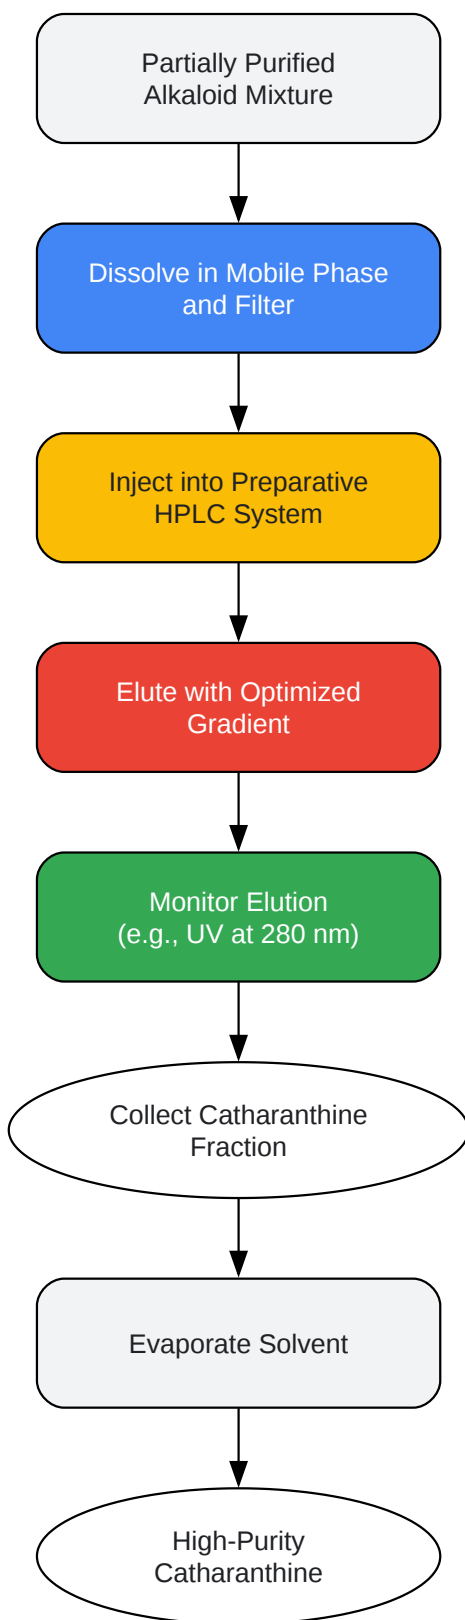 Partially Purified
Alkaloid Mixture
Dissolve in Mobile Phase
and Filter
Inject into Preparative
HPLC System
Elute with Optimized
Gradient
Monitor Elution
(e.g., UV at 280 nm)
Collect Catharanthine
Fraction
Evaporate Solvent
High-Purity
Catharanthine